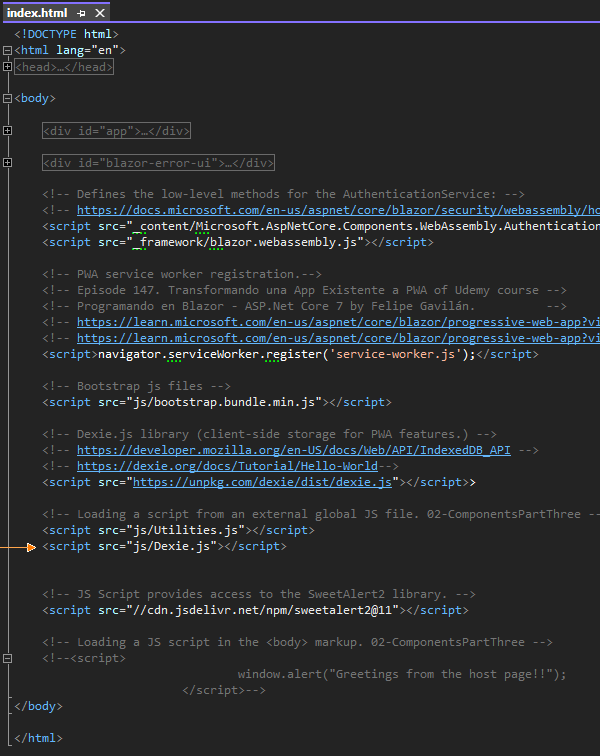 index.html
<!DOCTYPE html>
<html lang="en">
<head>…</head>
<body>
<div id="app">…</div>
<div id="blazor-error-ui">…</div>
<!-- Defines the low-level methods for the AuthenticationService: -->
<!-- https://docs.microsoft.com/en-us/aspnet/core/blazor/security/webassembly/ho
<script src="_content/Microsoft.AspNetCore.Components.WebAssembly.Authentication
<script src="_framework/blazor.webassembly.js"></script>
<!-- PWA service worker registration.-->
<!-- Episode 147. Transformando una App Existente a PWA of Udemy course -->
<!-- Programando en Blazor - ASP.Net Core 7 by Felipe Gavilán. -->
<!-- https://learn.microsoft.com/en-us/aspnet/core/blazor/progressive-web-app?vi
<!-- https://learn.microsoft.com/en-us/aspnet/core/blazor/progressive-web-app?vi
<script>navigator.serviceWorker.register('service-worker.js');</script>
<!-- Bootstrap js files -->
<script src="js/bootstrap.bundle.min.js"></script>
<!-- Dexie.js library (client-side storage for PWA features.) -->
<!-- https://developer.mozilla.org/en-US/docs/Web/API/IndexedDB_API -->
<!-- https://dexie.org/docs/Tutorial/Hello-World-->
<script src="https://unpkg.com/dexie/dist/dexie.js"></script>>
<!-- Loading a script from an external global JS file. 02-ComponentsPartThree --
<script src="js/Utilities.js"></script>
<script src="js/Dexie.js"></script>
<!-- JS Script provides access to the SweetAlert2 library. -->
<script src="//cdn.jsdelivr.net/npm/sweetalert2@11"></script>
<!-- Loading a JS script in the <body> markup. 02-ComponentsPartThree -->
<!--<script>
window.alert("Greetings from the host page!!");
</script>-->
</body>
</html>